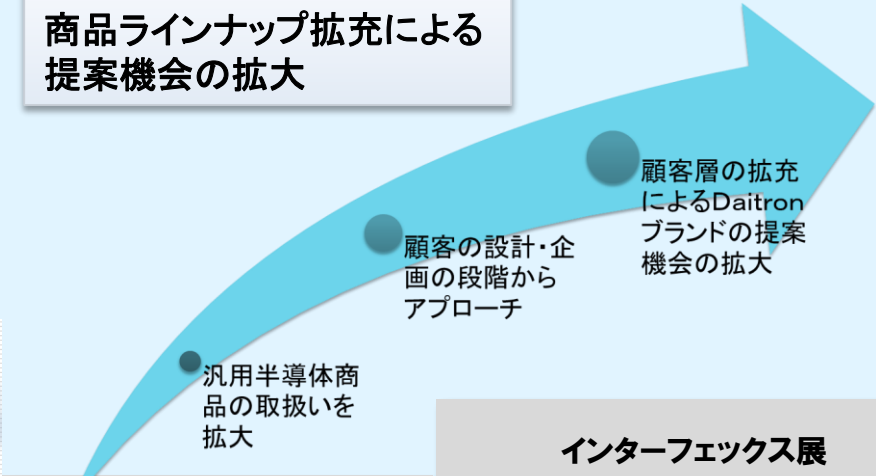 商品ラインナップ拡充による
提案機会の拡大
顧客層の拡充
によるDaitron
ブランドの提案
機会の拡大
顧客の設計・企
画の段階から
アプローチ
汎用半導体商
品の取扱いを
拡大
インターフェックス展